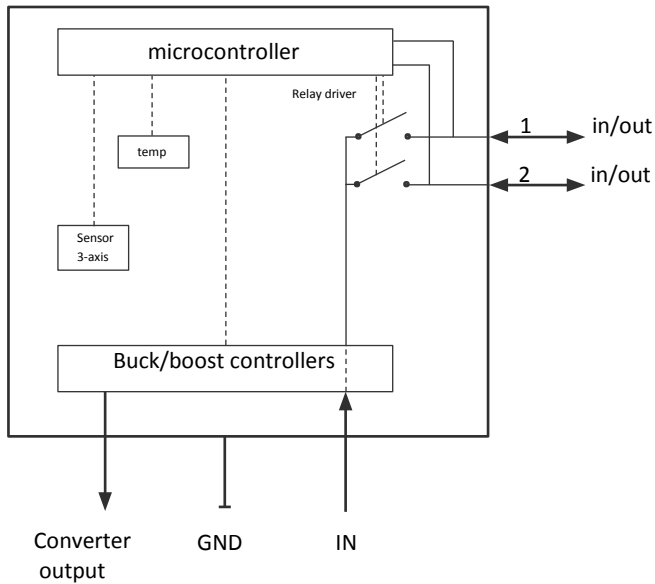 microcontroller
Relay driver
1
in/out
temp
2
in/out
Sensor
3-axis
Buck/boost controllers
Converter
output
GND
IN